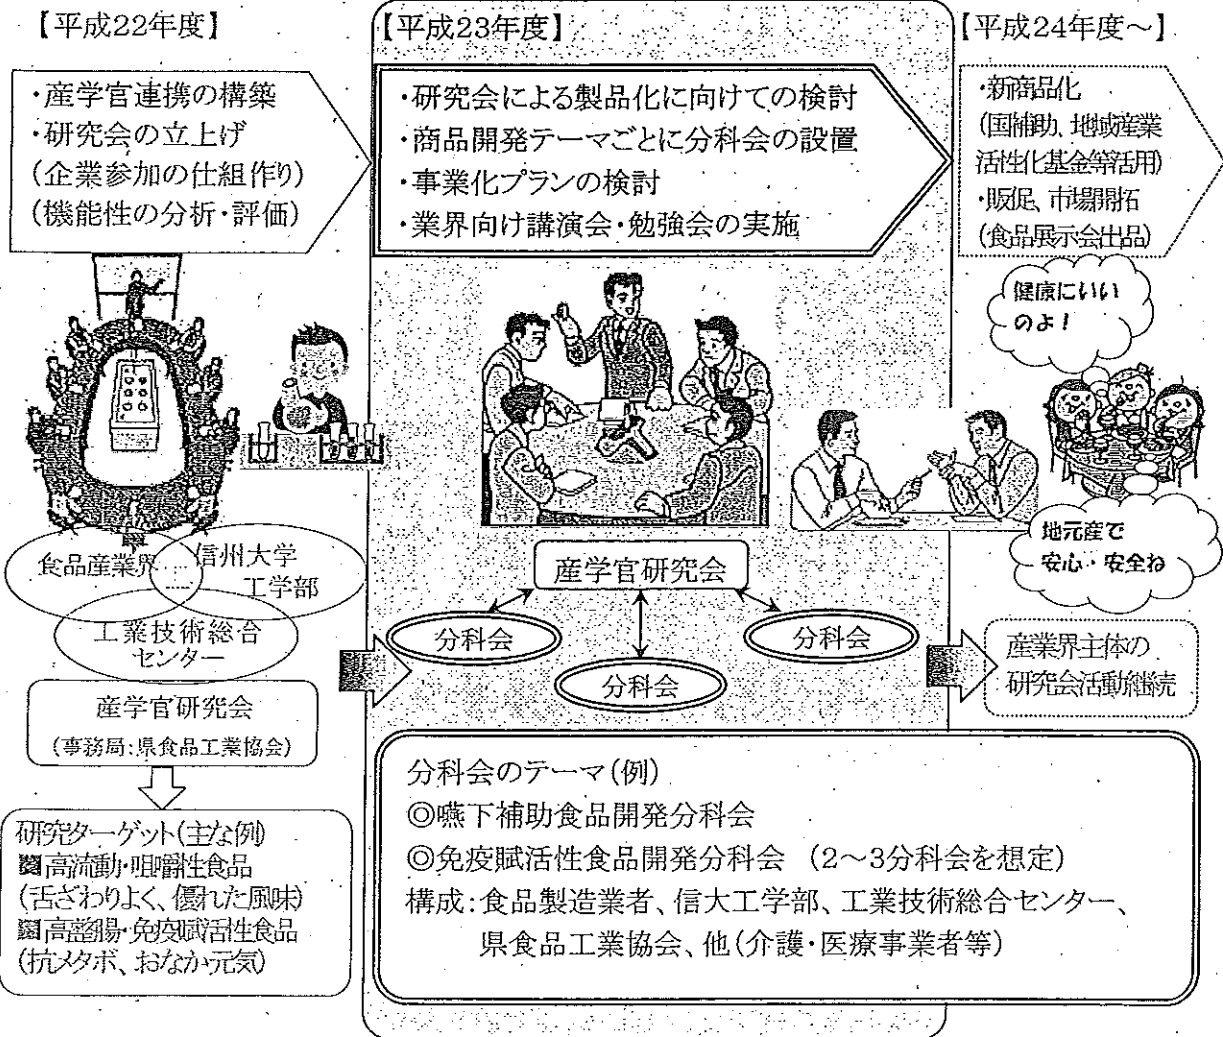 【平成22年度】
・産学官連携の構築
・研究会の立上げ
(企業参加の仕組作り)
(機能性の分析・評価)
食品産業界
信州大学
工学部
工業技術総合
センター
産学官研究会
(事務局:県食品工業協会)
研究ターゲット(主な例)
▩高流動・咀嚼性食品
(舌ざわりよく、優れた風味)
▩高整腸・免疫賦活性食品
(抗メタボ、おなか元気)
【平成23年度】
・研究会による製品化に向けての検討
・商品開発テーマごとに分科会の設置
・事業化プランの検討
・業界向け講演会・勉強会の実施
産学官研究会
分科会
分科会
分科会
分科会のテーマ(例)
◎嚥下補助食品開発分科会
◎免疫賦活性食品開発分科会 (2~3分科会を想定)
構成:食品製造業者、信大工学部、工業技術総合センター、
県食品工業協会、他(介護・医療事業者等)
【平成24年度~】
・新商品化
(国補助、地域産業
活性化基金等活用)
・販促、市場開拓
(食品展示会出品)
健康にいい
のよ!
地元産で
安心・安全ね
産業界主体の
研究会活動継続